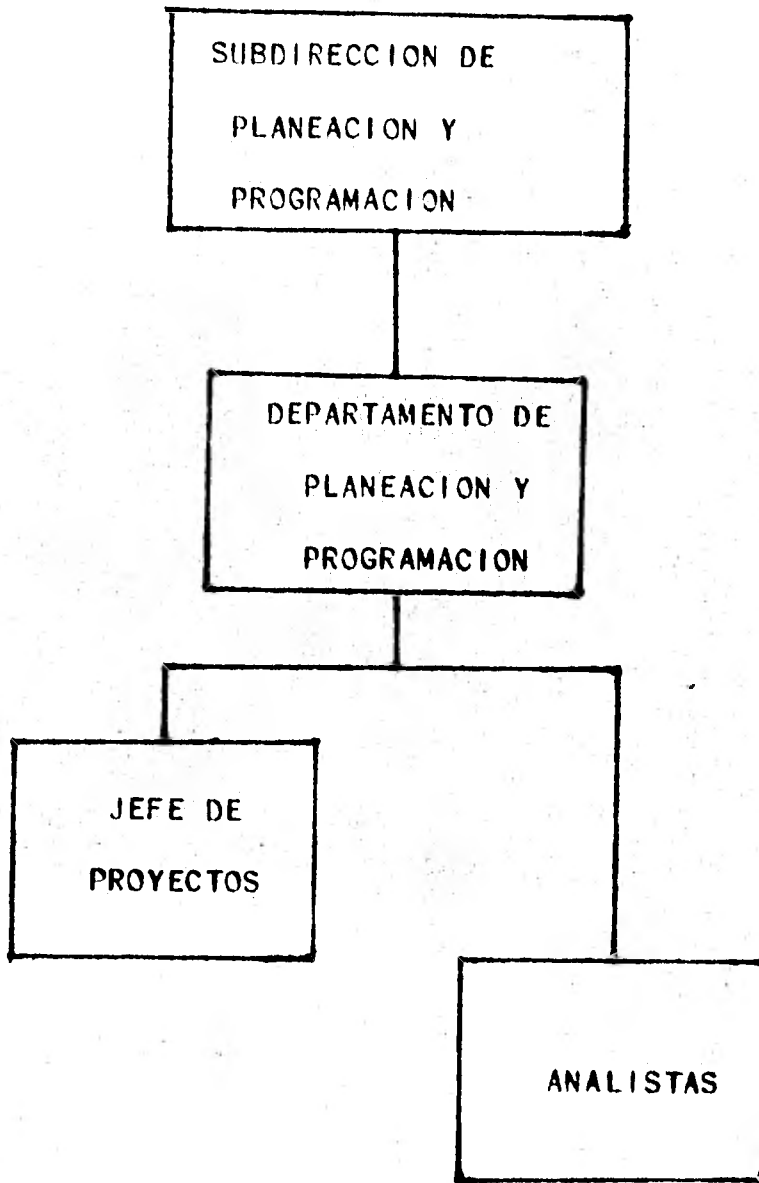 SUBDIRECCION DE
PLANEACION Y
PROGRAMACION
DEPARTAMENTO DE
PLANEACION Y
PROGRAMACION
JEFE DE
PROYECTOS
ANALISTAS